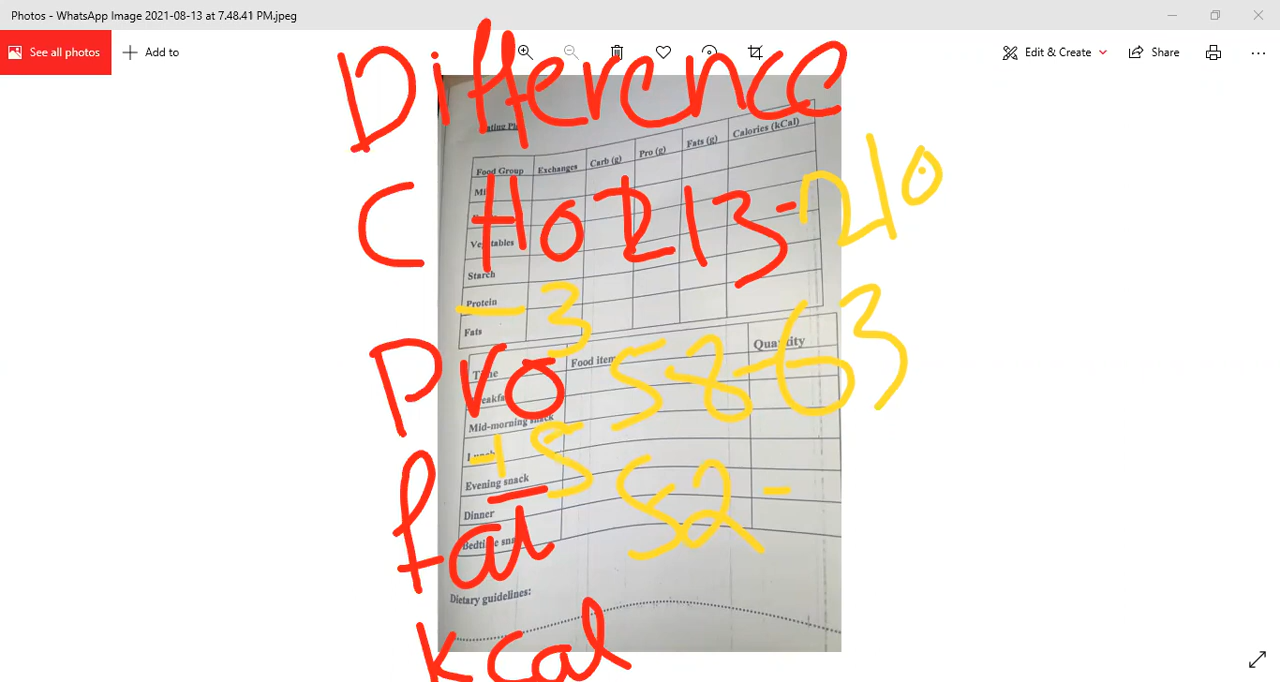 Photos - WhatsApp Image 2021-08-13 at 7.48.41 PM.jpeg
See all photos
Add to
Edit & Create
Share
Difference
Food Group Exchanges Carb (g) Pro (g) Fats (g) Calories (kCal)
CHO 213-210
Vegetables
Starch
Protein
-3
Fats
Pro 58-63
Time Food item Quantity
Mid-morning snack
+5
Evening snack
Dinner
fat 52-
Bedtime snack
Dietary guidelines:
kcal